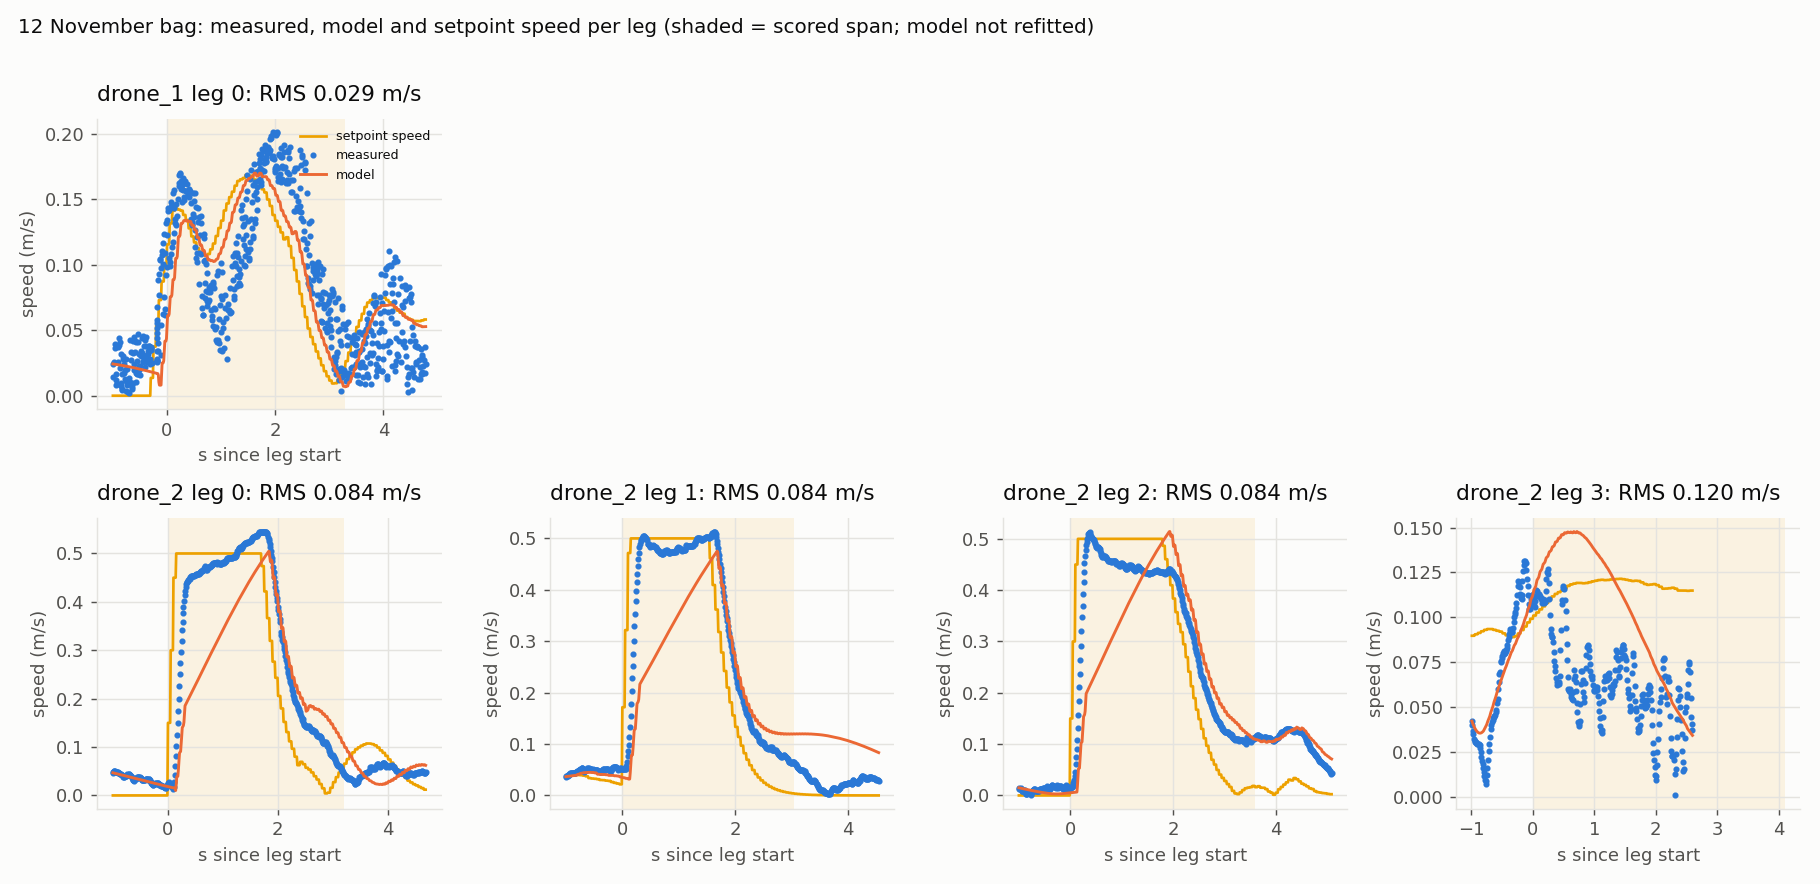 12 November bag: measured, model and setpoint speed per leg (shaded = scored span; model not refitted)
drone_1 leg 0: RMS 0.029 m/s
setpoint speed
measured
model
speed (m/s)
0.20
0.15
0.10
0.05
0.00
0 2 4
s since leg start
drone_2 leg 0: RMS 0.084 m/s
speed (m/s)
0.5
0.4
0.3
0.2
0.1
0.0
0 2 4
s since leg start
drone_2 leg 1: RMS 0.084 m/s
speed (m/s)
0.5
0.4
0.3
0.2
0.1
0.0
0 2 4
s since leg start
drone_2 leg 2: RMS 0.084 m/s
speed (m/s)
0.5
0.4
0.3
0.2
0.1
0.0
0 2 4
s since leg start
drone_2 leg 3: RMS 0.120 m/s
speed (m/s)
0.150
0.125
0.100
0.075
0.050
0.025
0.000
−1 0 1 2 3 4
s since leg start